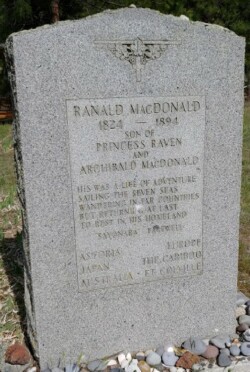 RANALD MACDONALD
1824 — 1894
SON OF
PRINCESS RAVEN
AND
ARCHIBALD MACDONALD
HIS WAS A LIFE OF ADVENTURE
SAILING THE SEVEN SEAS
WANDERING IN FAR COUNTRIES
BUT RETURNING AT LAST
TO REST IN HIS HOMELAND
SAYONARA FAREWELL
ASTORIA EUROPE
JAPAN THE CARIBOO
AUSTRALIA FT COLVILLE